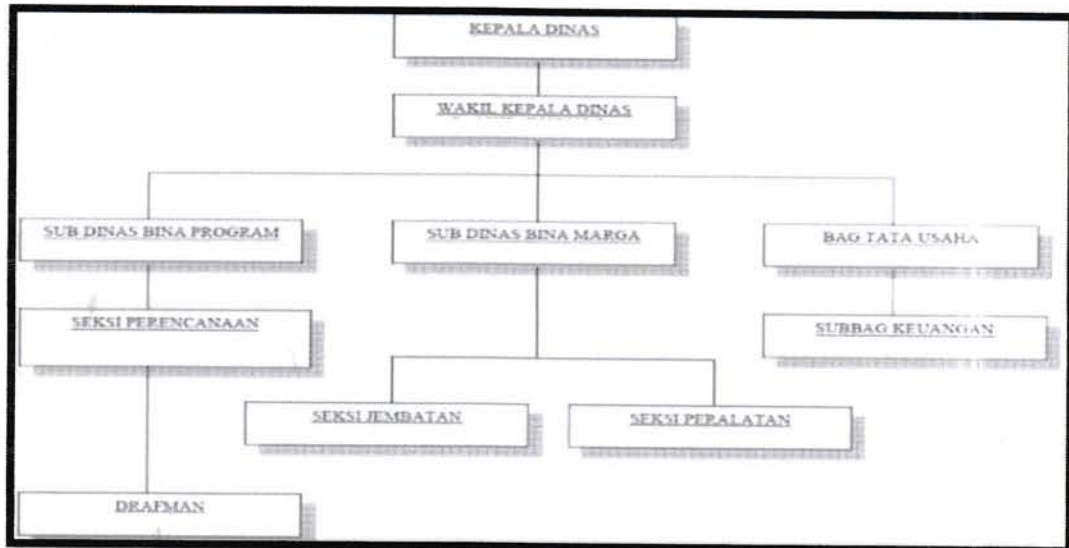 KEPALA DINAS
WAKIL KEPALA DINAS
SUB DINAS BINA PROGRAM
SUB DINAS BINA MARGA
BAG TATA USAHA
SEKSI PERENCANAAN
SUBBAG KEUANGAN
SEKSI JEMBATAN
SEKSI PERALATAN
DRAFMAN